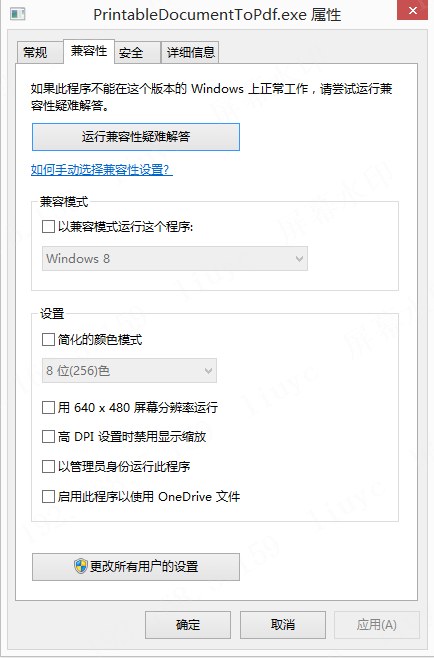 PrintableDocumentToPdf.exe 属性
常规 兼容性 安全 详细信息
如果此程序不能在这个版本的 Windows 上正常工作，请尝试运行兼
容性疑难解答。
运行兼容性疑难解答
如何手动选择兼容性设置?
兼容模式
以兼容模式运行这个程序:
Windows 8
设置
简化的颜色模式
8 位(256)色
用 640 x 480 屏幕分辨率运行
高 DPI 设置时禁用显示缩放
以管理员身份运行此程序
启用此程序以使用 OneDrive 文件
更改所有用户的设置
确定 取消 应用(A)